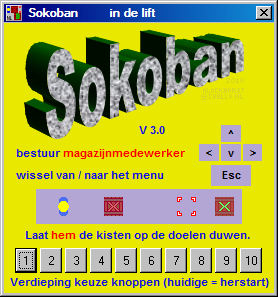 Sokoban in de lift
Sokoban
V 3.0
^
bestuur magazijnmedewerker < v >
wissel van / naar het menu Esc
Laat hem de kisten op de doelen duwen.
1 2 3 4 5 6 7 8 9 10
Verdieping keuze knoppen (huidige = herstart)